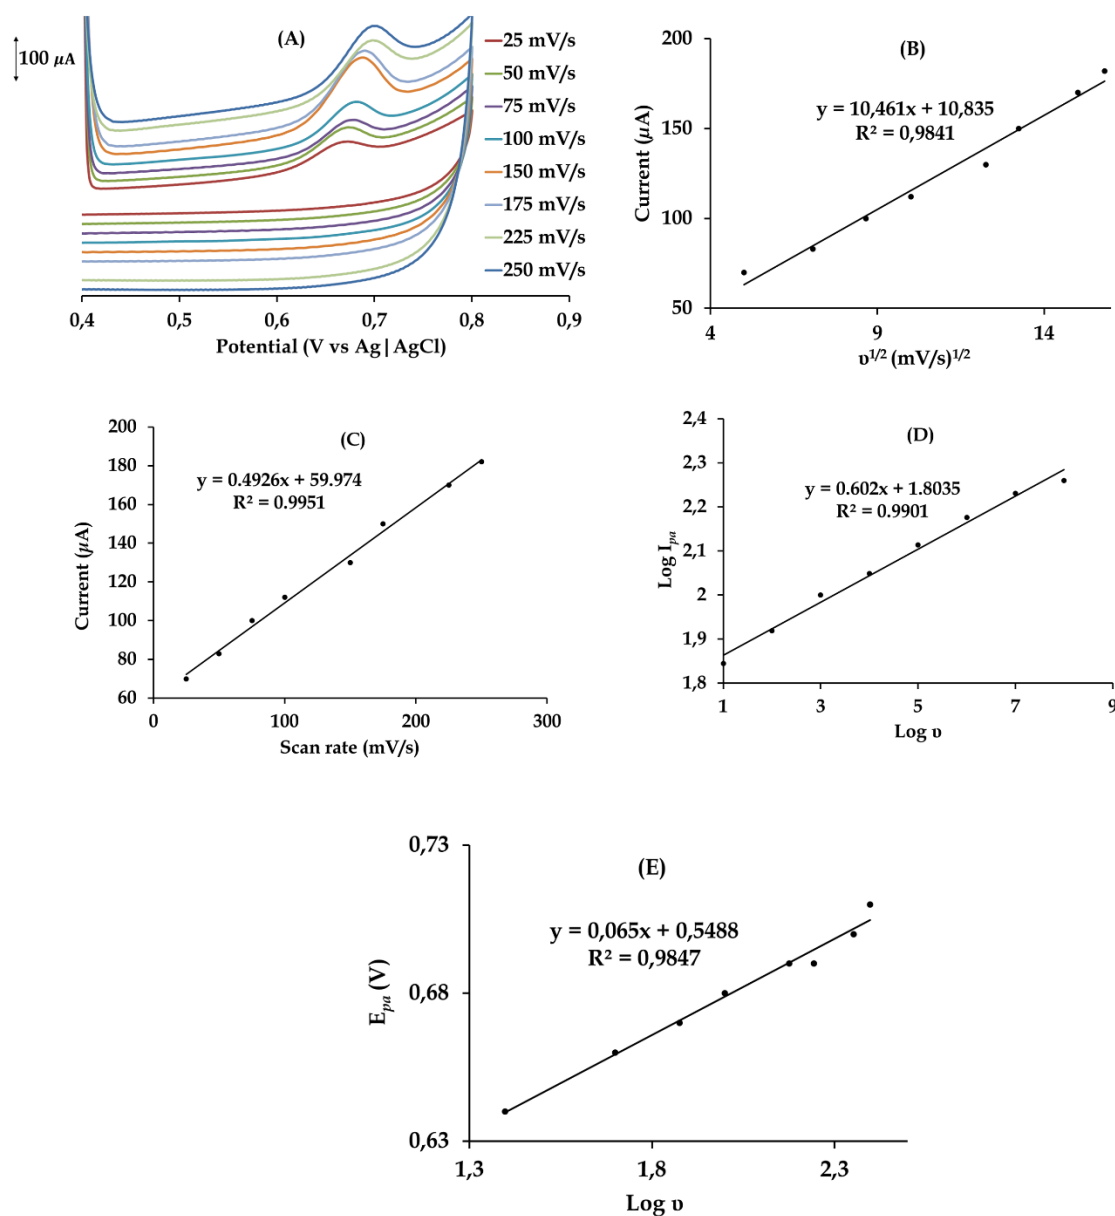 (A)
100 µA
25 mV/s
50 mV/s
75 mV/s
100 mV/s
150 mV/s
175 mV/s
225 mV/s
250 mV/s
0,4 0,5 0,6 0,7 0,8 0,9
Potential (V vs Ag|AgCl)
(B)
200
150
100
50
Current (µA)
y = 10,461x + 10,835
R² = 0,9841
4 9 14
υ1/2 (mV/s)1/2
(C)
200
180
160
140
120
100
80
60
Current (µA)
y = 0.4926x + 59.974
R² = 0.9951
0 100 200 300
Scan rate (mV/s)
(D)
2,4
2,3
2,2
2,1
2
1,9
1,8
Log Ipa
y = 0.602x + 1.8035
R² = 0.9901
1 3 5 7 9
Log υ
(E)
0,73
0,68
0,63
Epa (V)
y = 0,065x + 0,5488
R² = 0,9847
1,3 1,8 2,3
Log υ